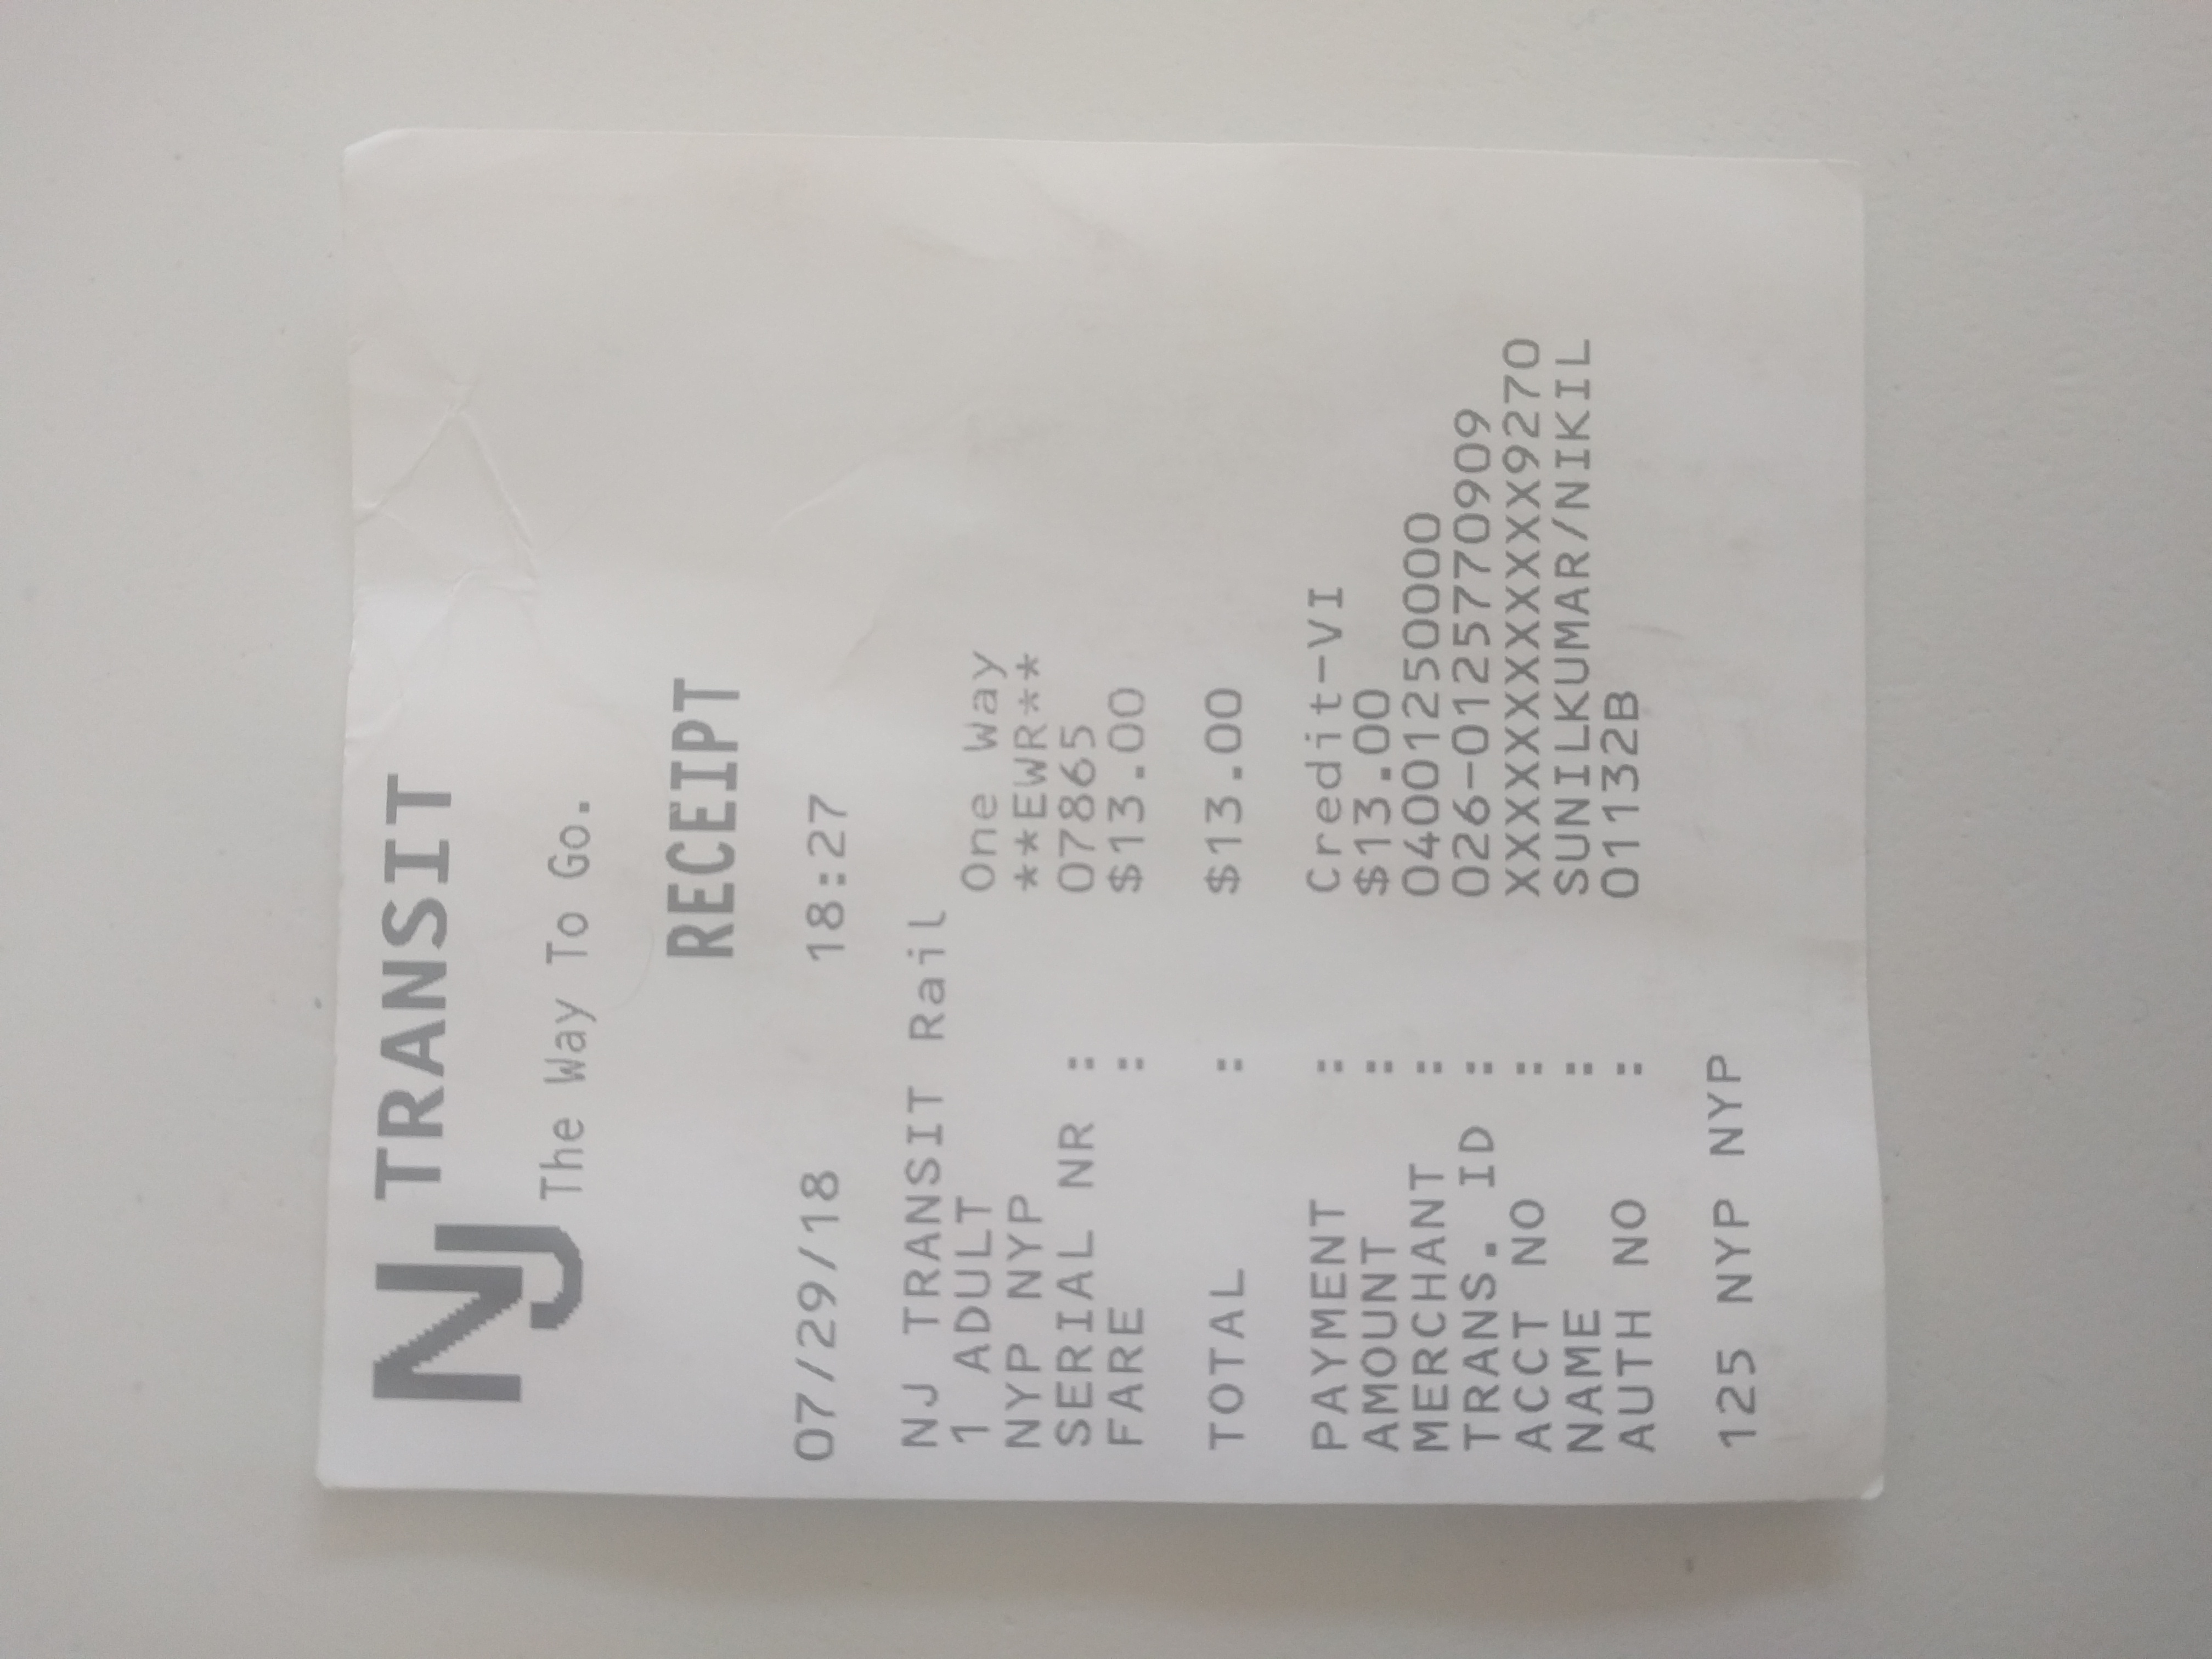 NJ TRANSIT
The Way To Go.
RECEIPT
07/29/18 18:27
NJ TRANSIT Rail
1 ADULT One Way
NYP NYP **EWR**
SERIAL NR : 07865
FARE : $13.00
TOTAL : $13.00
PAYMENT : Credit-VI
AMOUNT : $13.00
MERCHANT : 04001250000
TRANS. ID : 026-01257770909
ACCT NO : XXXXXXXXXXXX9270
NAME : SUNILKUMAR/NIKIL
AUTH NO : 01132B
125 NYP NYP